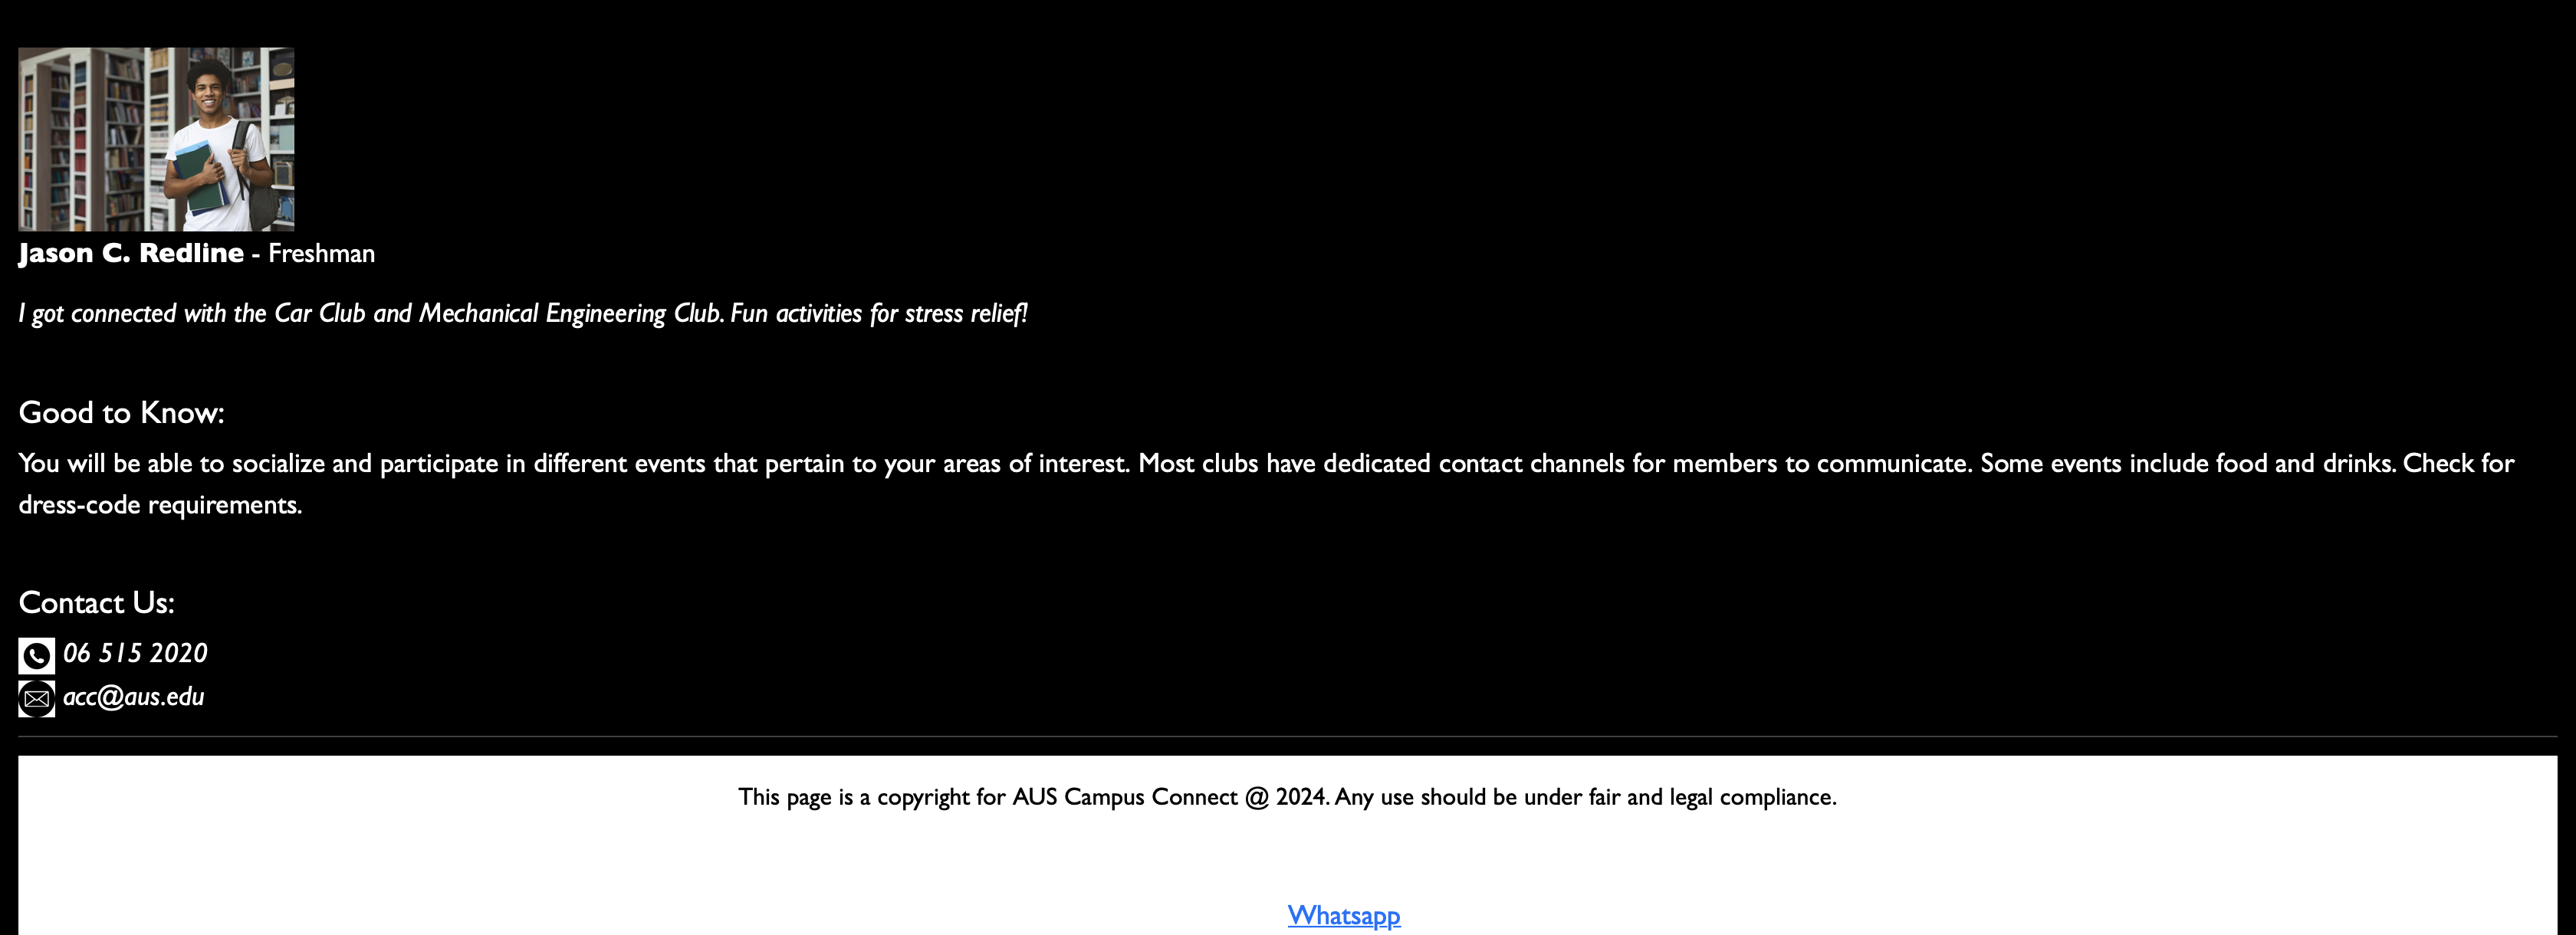 Jason C. Redline - Freshman
I got connected with the Car Club and Mechanical Engineering Club. Fun activities for stress relief!
Good to Know:
You will be able to socialize and participate in different events that pertain to your areas of interest. Most clubs have dedicated contact channels for members to communicate. Some events include food and drinks. Check for
dress-code requirements.
Contact Us:
06 515 2020
acc@aus.edu
This page is a copyright for AUS Campus Connect @ 2024. Any use should be under fair and legal compliance.
Whatsapp